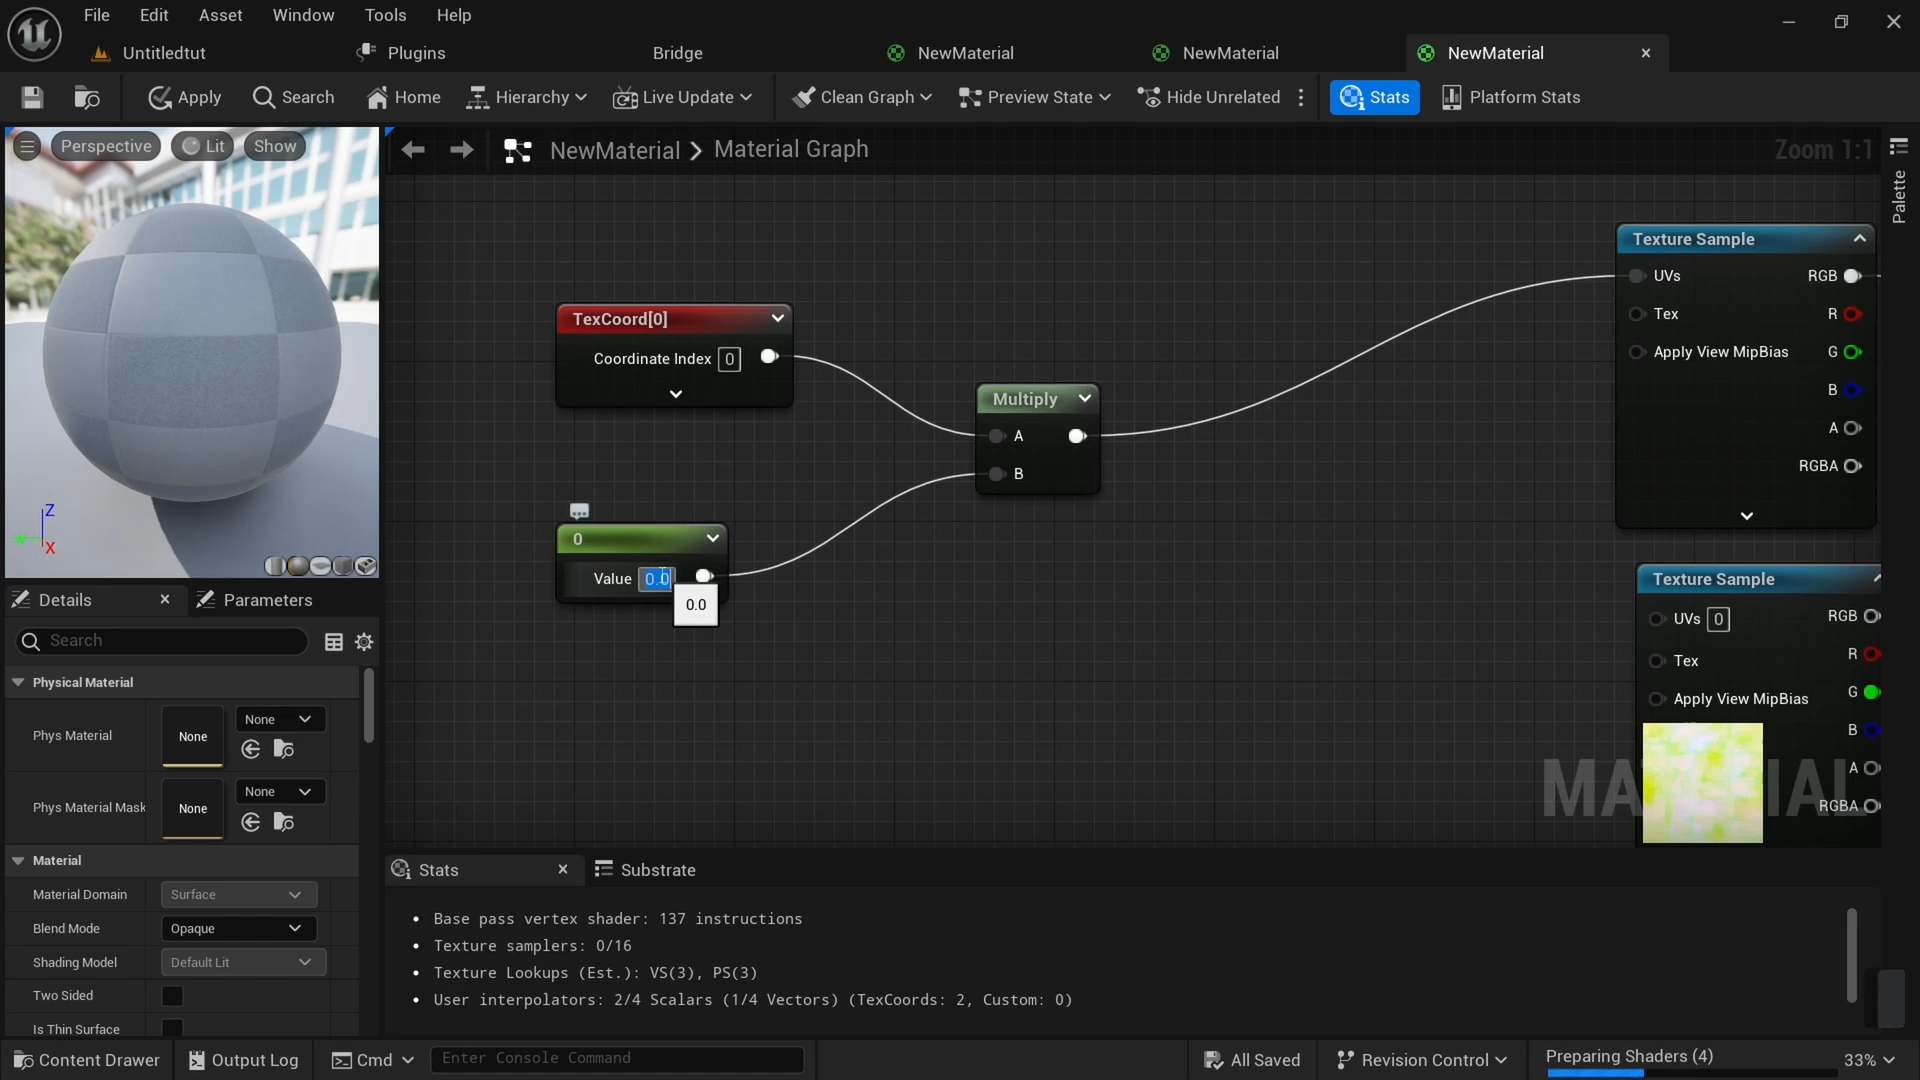 File Edit Asset Window Tools Help
Untitledtut Plugins Bridge NewMaterial NewMaterial NewMaterial
Apply Search Home Hierarchy Live Update Clean Graph Preview State Hide Unrelated Stats Platform Stats
Perspective Lit Show
NewMaterial > Material Graph
Zoom 1:1
Palette
Texture Sample
UVs RGB
Tex R
Apply View MipBias G
B
A
RGBA
TexCoord[0]
Coordinate Index 0
Multiply
A
B
0
Value 0.0
0.0
Texture Sample
UVs 0 RGB
Tex R
Apply View MipBias G
B
A
RGBA
MATERIAL
Z
Y
X
Details Parameters
Search
Physical Material
Phys Material None None
Phys Material Mask None None
Material
Material Domain Surface
Blend Mode Opaque
Shading Model Default Lit
Two Sided
Is Thin Surface
Stats Substrate
• Base pass vertex shader: 137 instructions
• Texture samplers: 0/16
• Texture Lookups (Est.): VS(3), PS(3)
• User interpolators: 2/4 Scalars (1/4 Vectors) (TexCoords: 2, Custom: 0)
Content Drawer Output Log Cmd Enter Console Command All Saved Revision Control Preparing Shaders (4) 33%